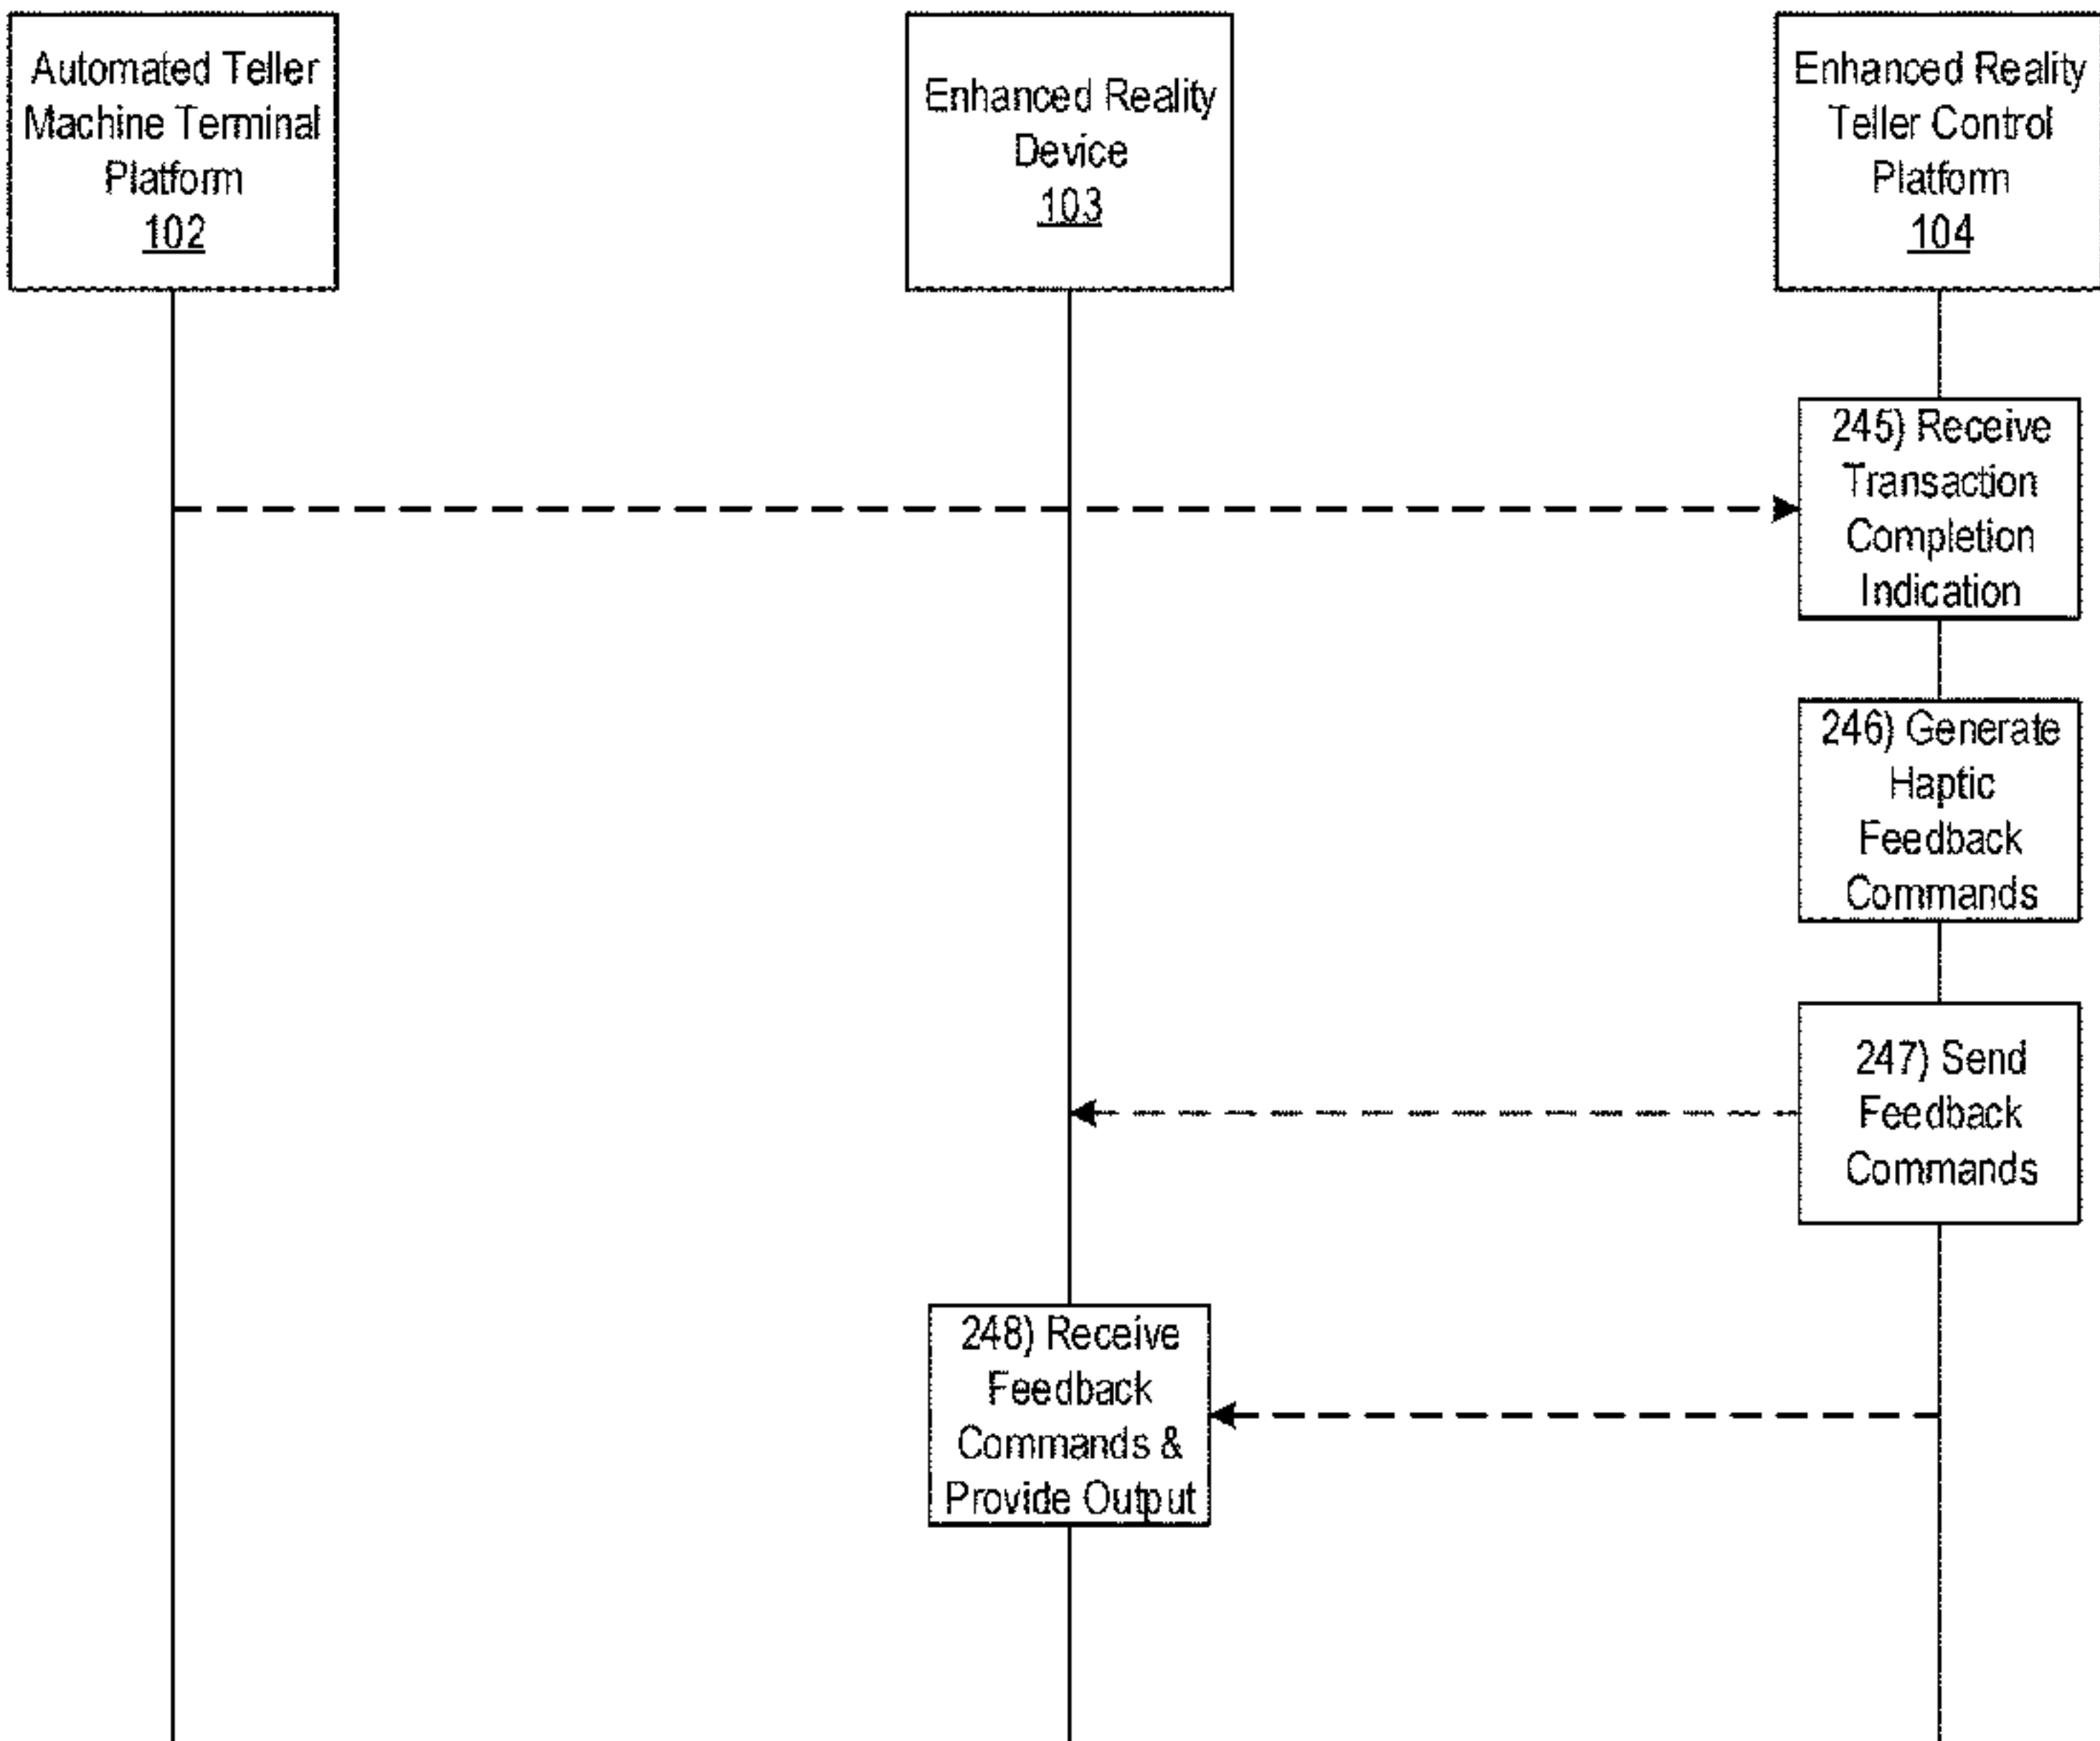 Automated Teller
Machine Terminal
Platform
102
Enhanced Reality
Device
103
Enhanced Reality
Teller Control
Platform
104
245) Receive
Transaction
Completion
Indication
246) Generate
Haptic
Feedback
Commands
247) Send
Feedback
Commands
248) Receive
Feedback
Commands &
Provide Output